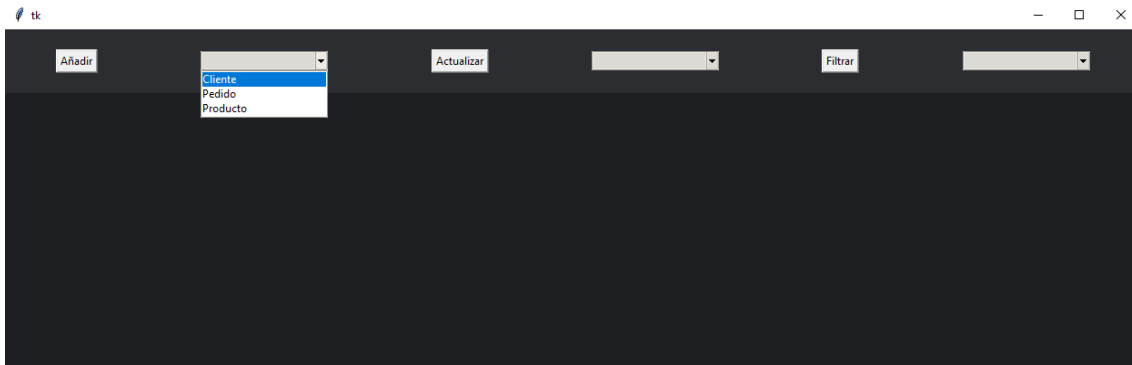 tk
Añadir
Actualizar
Filtrar
Cliente
Pedido
Producto